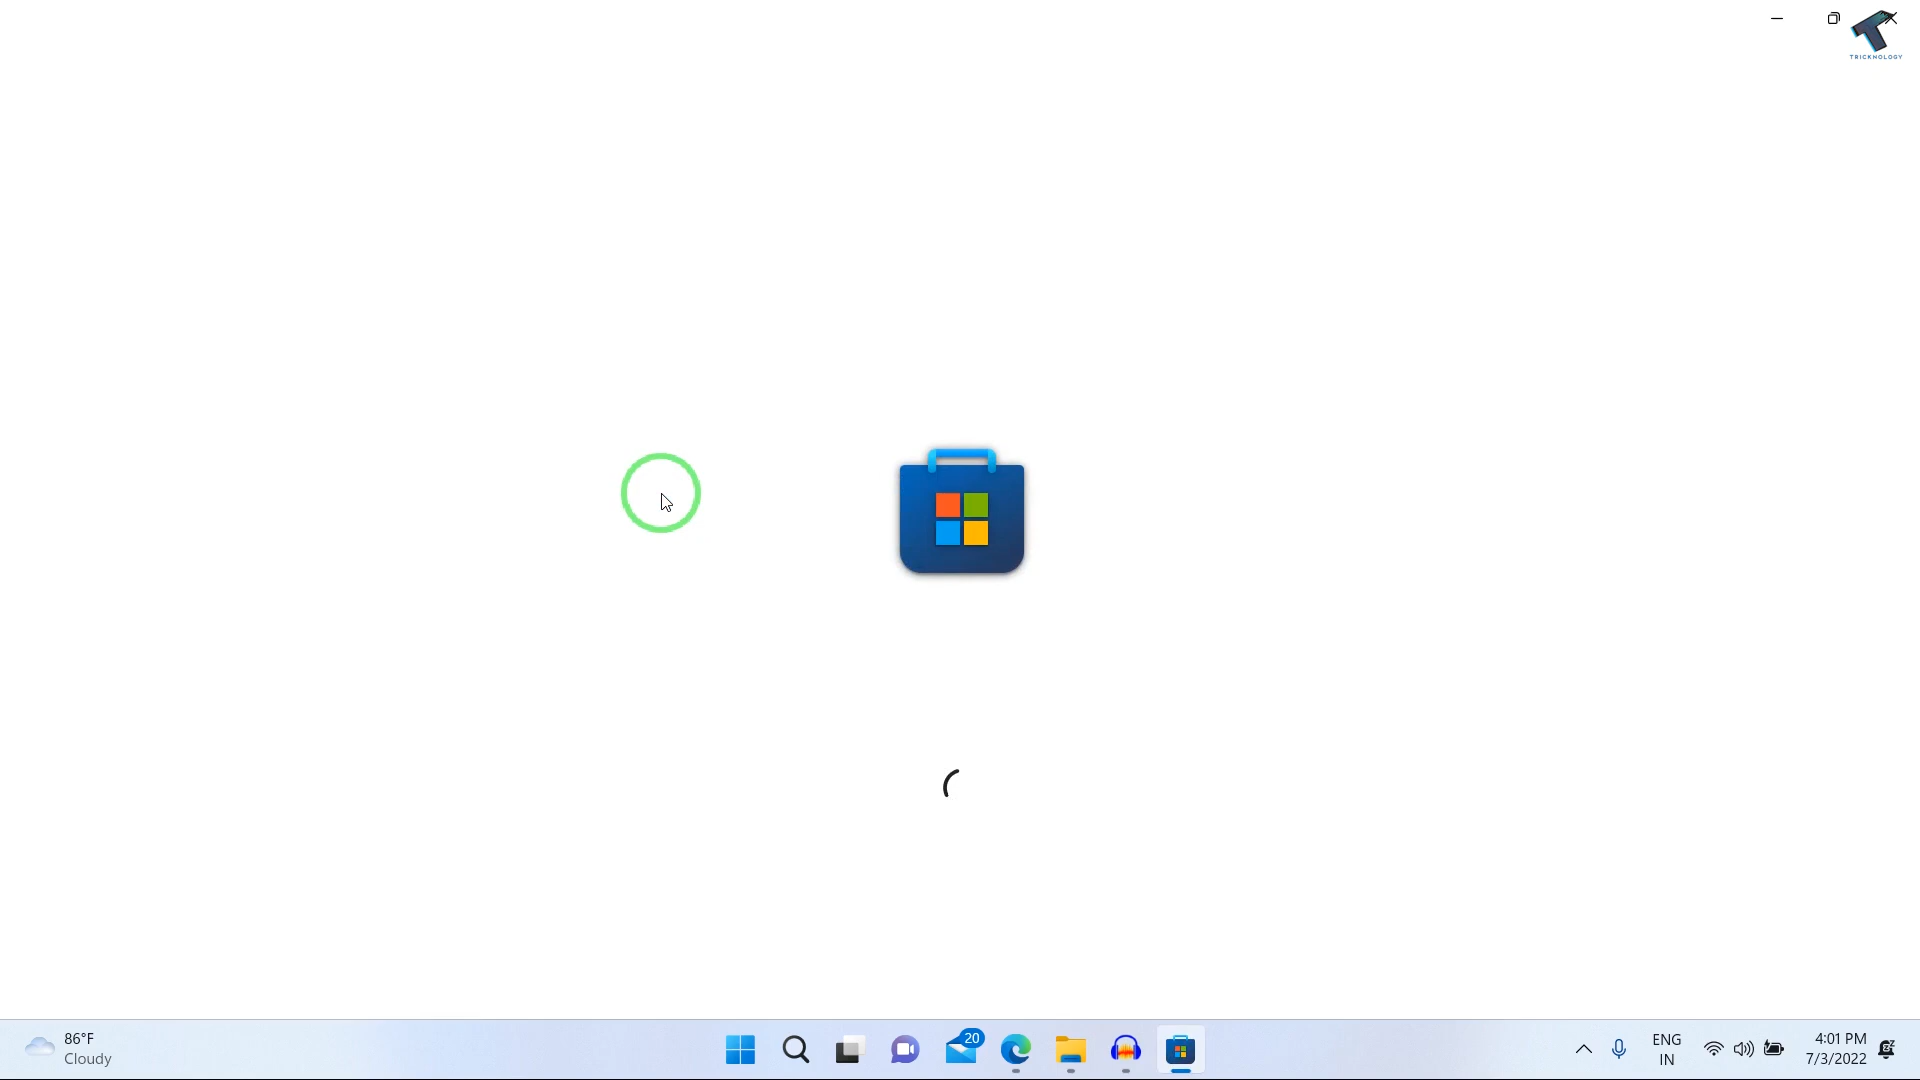 TRICKNOLOGY
86°F
Cloudy
20
ENG
IN
4:01 PM
7/3/2022